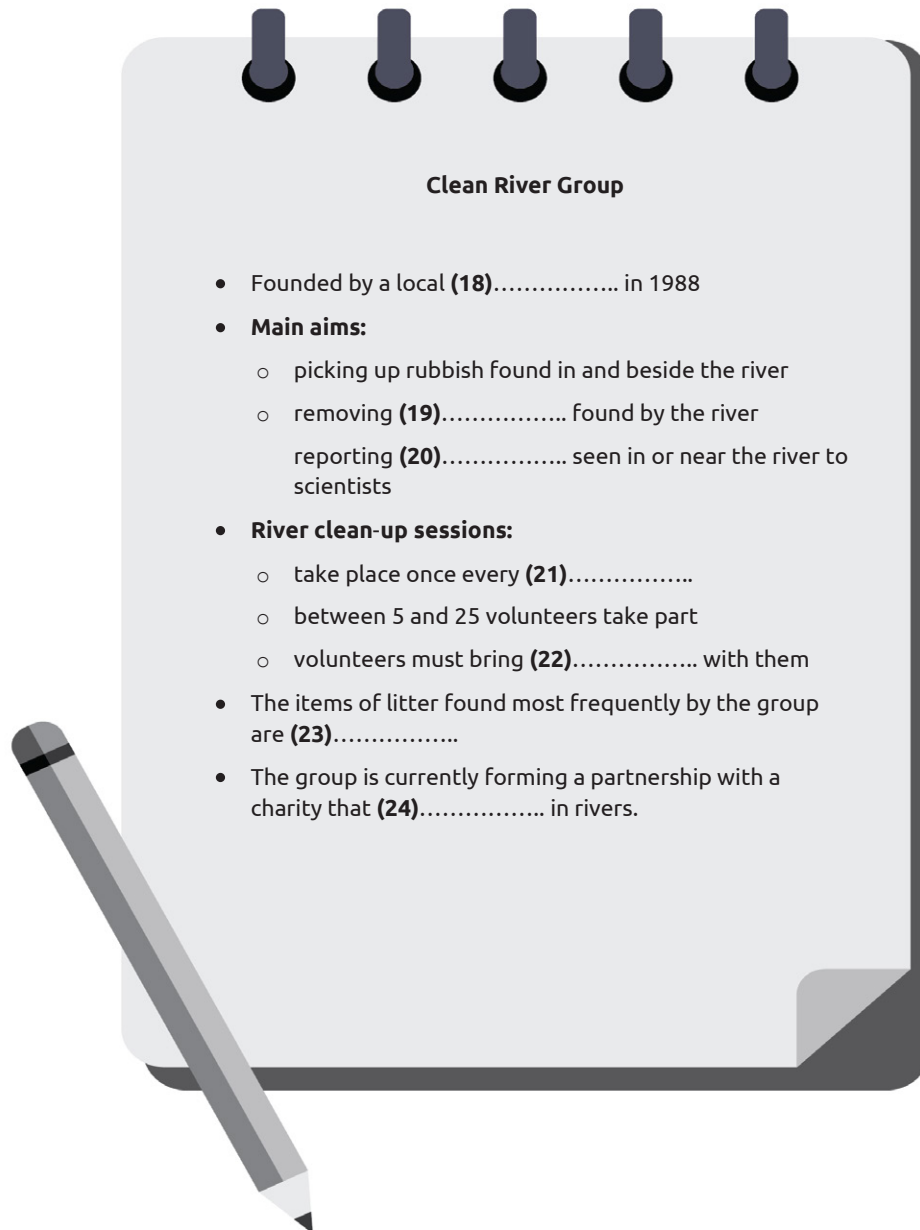 Clean River Group
• Founded by a local (18)…………….. in 1988
• Main aims:
o picking up rubbish found in and beside the river
o removing (19)…………….. found by the river
reporting (20)…………….. seen in or near the river to
scientists
• River clean-up sessions:
o take place once every (21)……………..
o between 5 and 25 volunteers take part
o volunteers must bring (22)…………….. with them
• The items of litter found most frequently by the group
are (23)……………..
• The group is currently forming a partnership with a
charity that (24)…………….. in rivers.